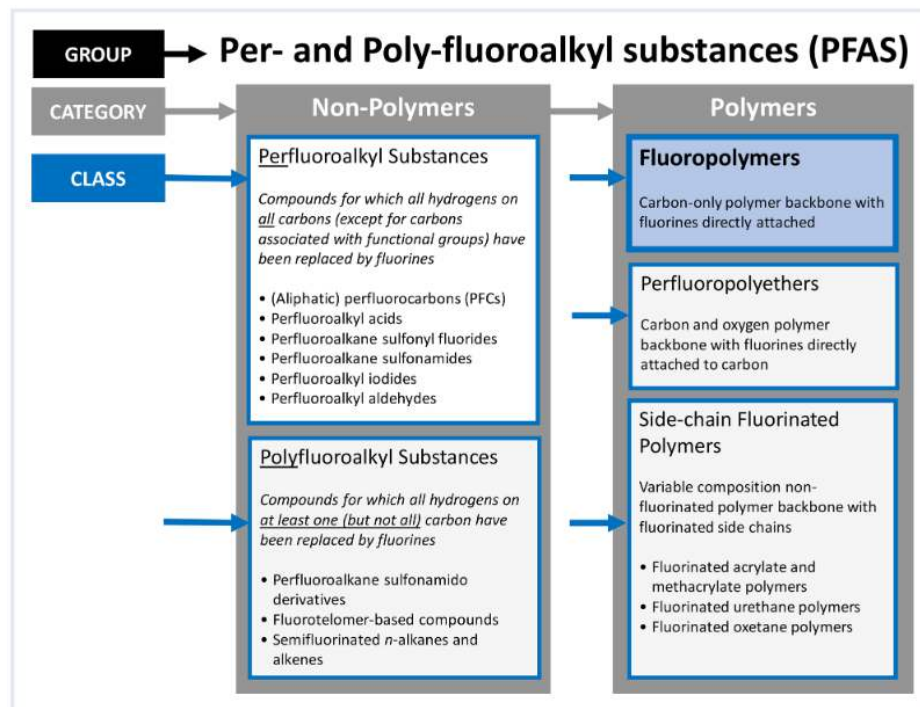 GROUP
Per- and Poly-fluoroalkyl substances (PFAS)
CATEGORY
Non-Polymers
Polymers
CLASS
Perfluoroalkyl Substances
Compounds for which all hydrogens on
all carbons (except for carbons
associated with functional groups) have
been replaced by fluorines
• (Aliphatic) perfluorocarbons (PFCs)
• Perfluoroalkyl acids
• Perfluoroalkane sulfonyl fluorides
• Perfluoroalkane sulfonamides
• Perfluoroalkyl iodides
• Perfluoroalkyl aldehydes
Polyfluoroalkyl Substances
Compounds for which all hydrogens on
at least one (but not all) carbon have
been replaced by fluorines
• Perfluoroalkane sulfonamido
derivatives
• Fluorotelomer-based compounds
• Semifluorinated n-alkanes and
alkenes
Fluoropolymers
Carbon-only polymer backbone with
fluorines directly attached
Perfluoropolyethers
Carbon and oxygen polymer
backbone with fluorines directly
attached to carbon
Side-chain Fluorinated
Polymers
Variable composition non-
fluorinated polymer backbone with
fluorinated side chains
• Fluorinated acrylate and
methacrylate polymers
• Fluorinated urethane polymers
• Fluorinated oxetane polymers